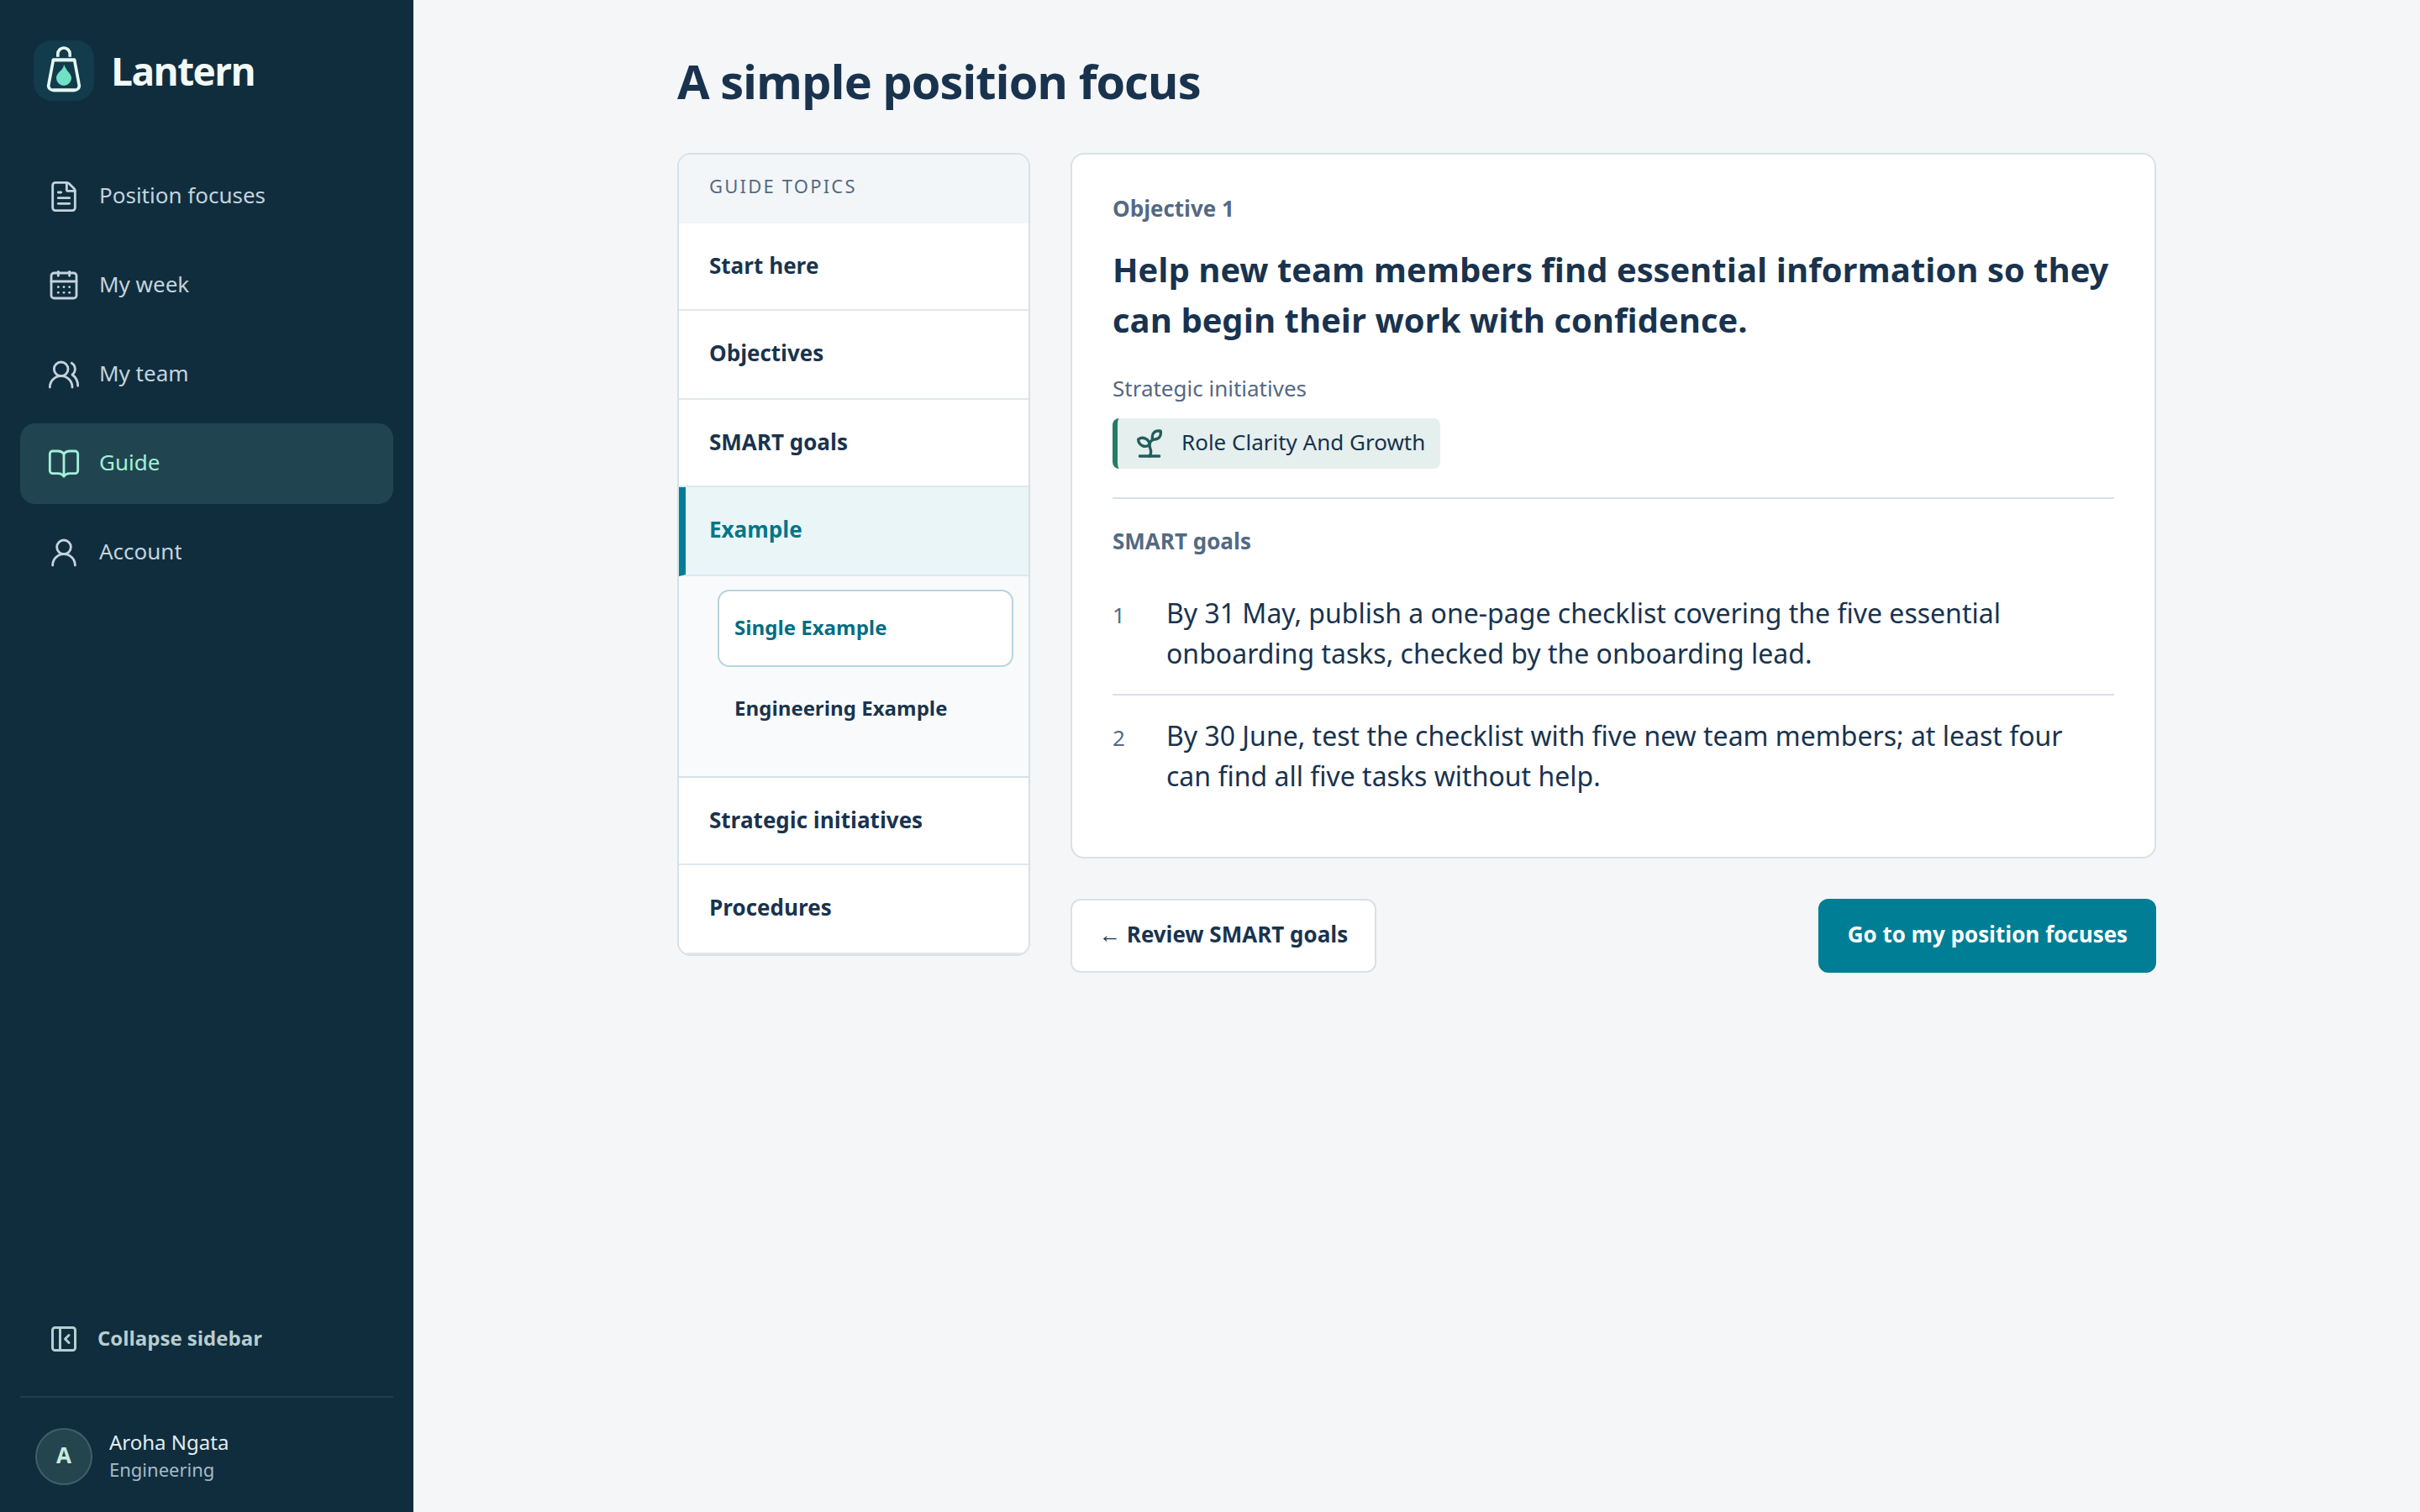 Lantern
Position focuses
My week
My team
Guide
Account
Collapse sidebar
A
Aroha Ngata
Engineering
A simple position focus
GUIDE TOPICS
Start here
Objectives
SMART goals
Example
Single Example
Engineering Example
Strategic initiatives
Procedures
Objective 1
Help new team members find essential information so they
can begin their work with confidence.
Strategic initiatives
Role Clarity And Growth
SMART goals
1 By 31 May, publish a one-page checklist covering the five essential
onboarding tasks, checked by the onboarding lead.
2 By 30 June, test the checklist with five new team members; at least four
can find all five tasks without help.
← Review SMART goals
Go to my position focuses